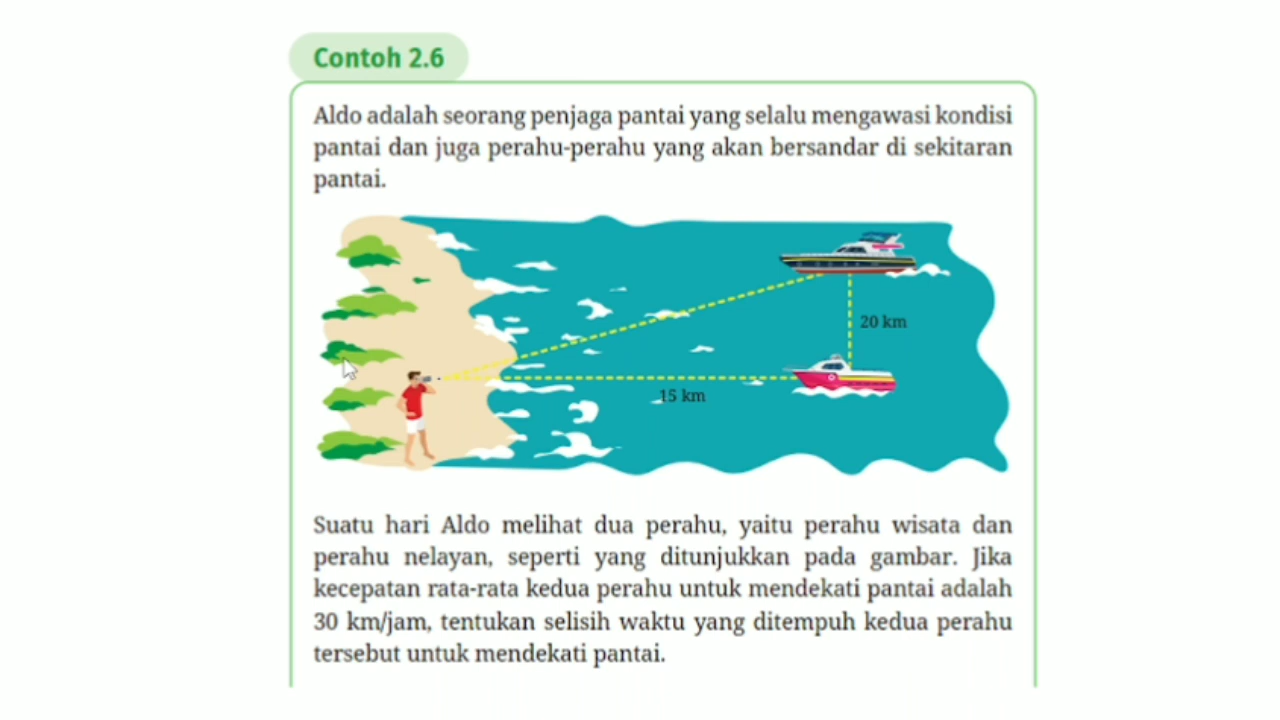 Contoh 2.6
Aldo adalah seorang penjaga pantai yang selalu mengawasi kondisi
pantai dan juga perahu-perahu yang akan bersandar di sekitaran
pantai.
20 km
15 km
Suatu hari Aldo melihat dua perahu, yaitu perahu wisata dan
perahu nelayan, seperti yang ditunjukkan pada gambar. Jika
kecepatan rata-rata kedua perahu untuk mendekati pantai adalah
30 km/jam, tentukan selisih waktu yang ditempuh kedua perahu
tersebut untuk mendekati pantai.